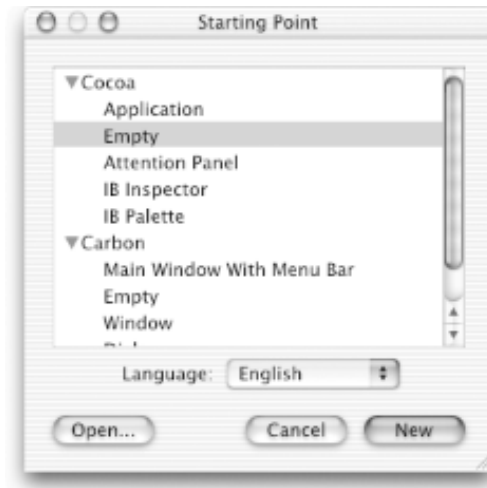 Starting Point
Cocoa
Application
Empty
Attention Panel
IB Inspector
IB Palette
Carbon
Main Window With Menu Bar
Empty
Window
Language: English
Open... Cancel New